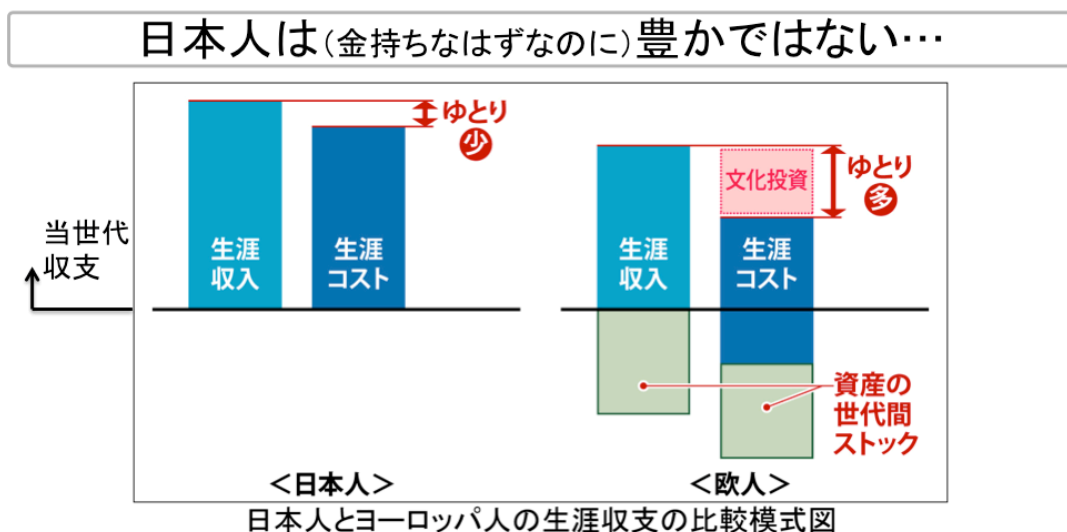 日本人は(金持ちなはずなのに)豊かではない…
ゆとり
少
生涯
収入
生涯
コスト
当世代
収支
文化投資
ゆとり
多
生涯
収入
生涯
コスト
資産の
世代間
ストック
<日本人>
<欧人>
日本人とヨーロッパ人の生涯収支の比較模式図